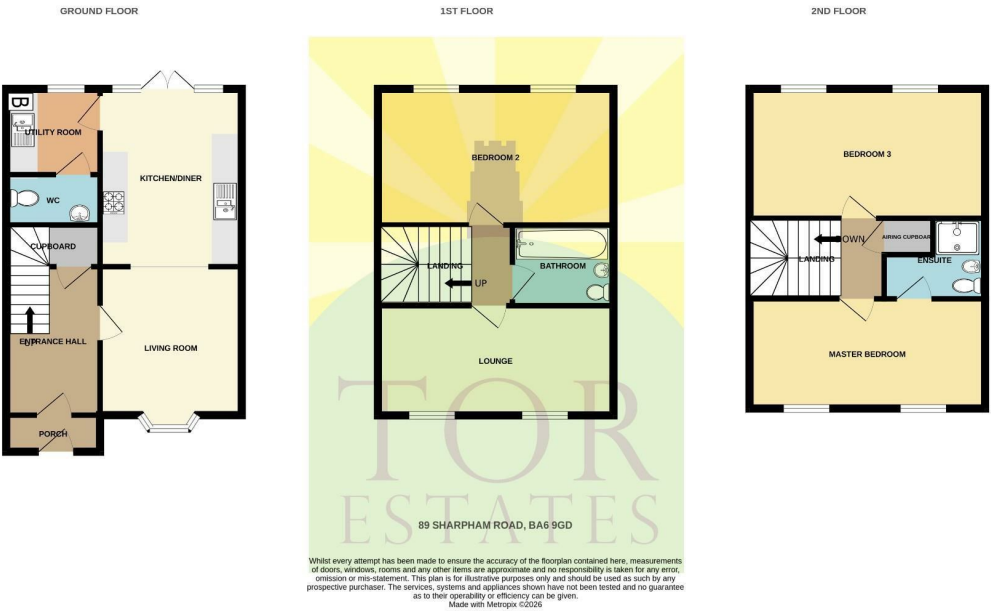 GROUND FLOOR
1ST FLOOR
2ND FLOOR
B
UTILITY ROOM
WC
KITCHEN/DINER
CUPBOARD
UP
ENTRANCE HALL
LIVING ROOM
PORCH
BEDROOM 2
LANDING
UP
BATHROOM
LOUNGE
BEDROOM 3
DOWN
LANDING
AIRING CUPBOARD
ENSUITE
MASTER BEDROOM
TOR
ESTATES
89 SHARPHAM ROAD, BA6 9GD
Whilst every attempt has been made to ensure the accuracy of the floorplan contained here, measurements
of doors, windows, rooms and any other items are approximate and no responsibility is taken for any error,
omission or mis-statement. This plan is for illustrative purposes only and should be used as such by any
prospective purchaser. The services, systems and appliances shown have not been tested and no guarantee
as to their operability or efficiency can be given.
Made with Metropix ©2026